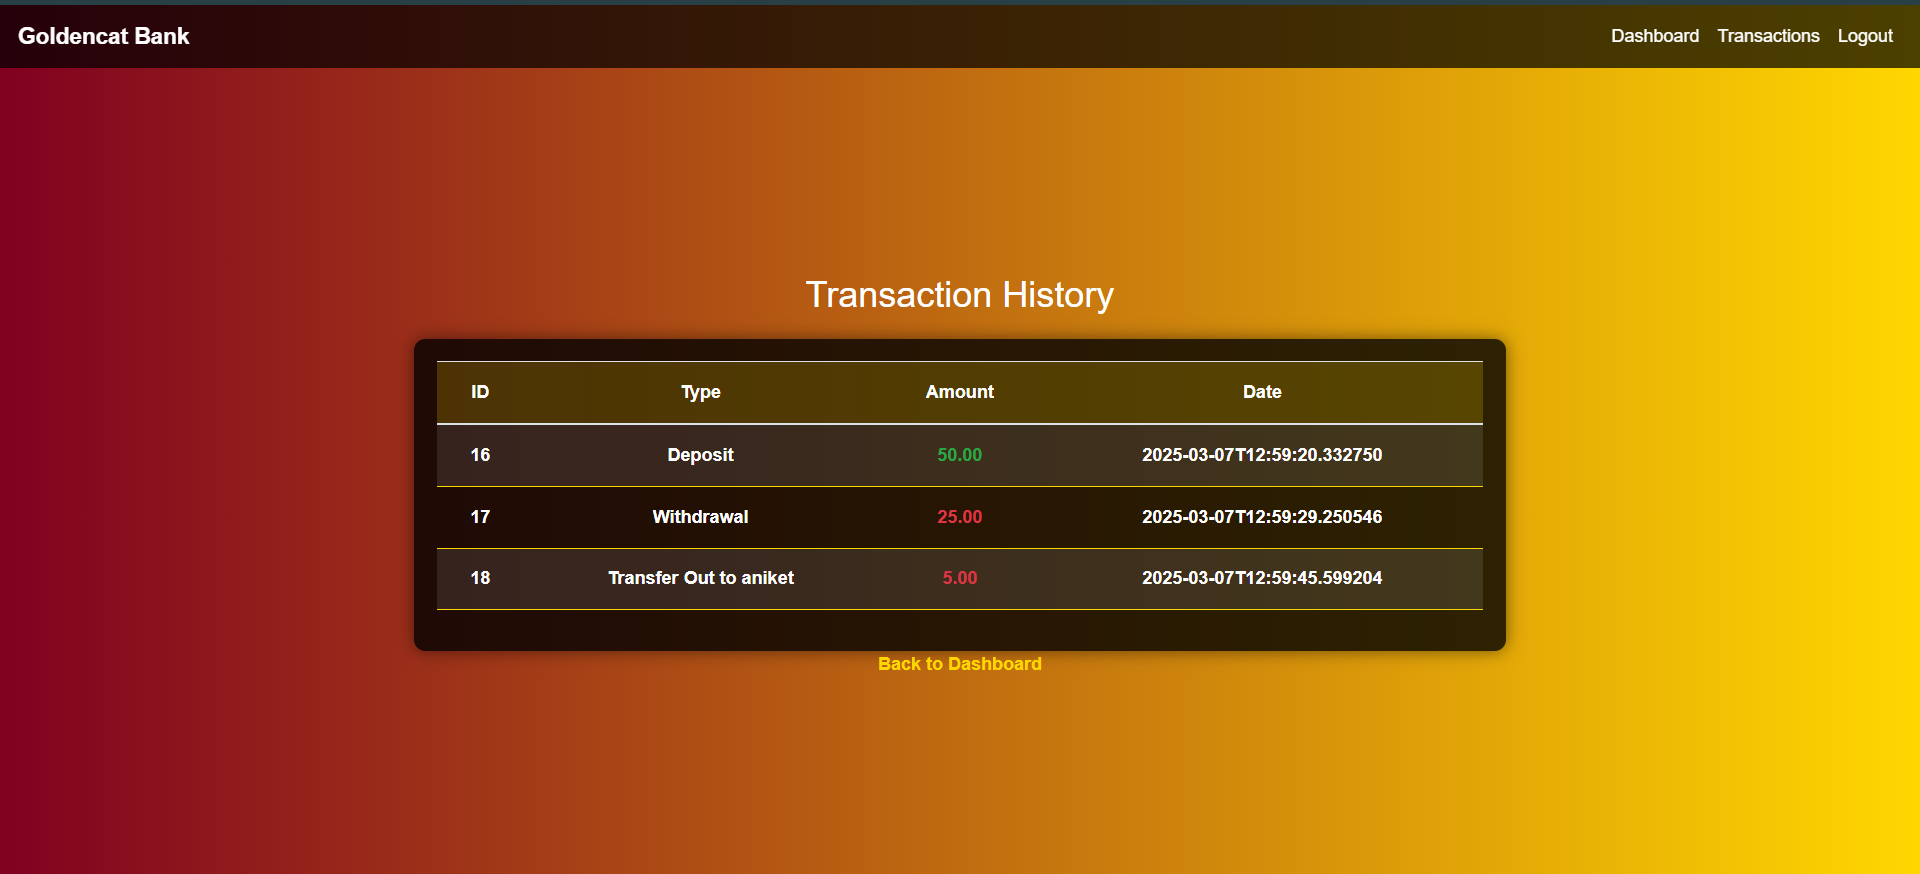 Goldencat Bank Dashboard Transactions Logout
Transaction History
ID Type Amount Date
16 Deposit 50.00 2025-03-07T12:59:20.332750
17 Withdrawal 25.00 2025-03-07T12:59:29.250546
18 Transfer Out to aniket 5.00 2025-03-07T12:59:45.599204
Back to Dashboard